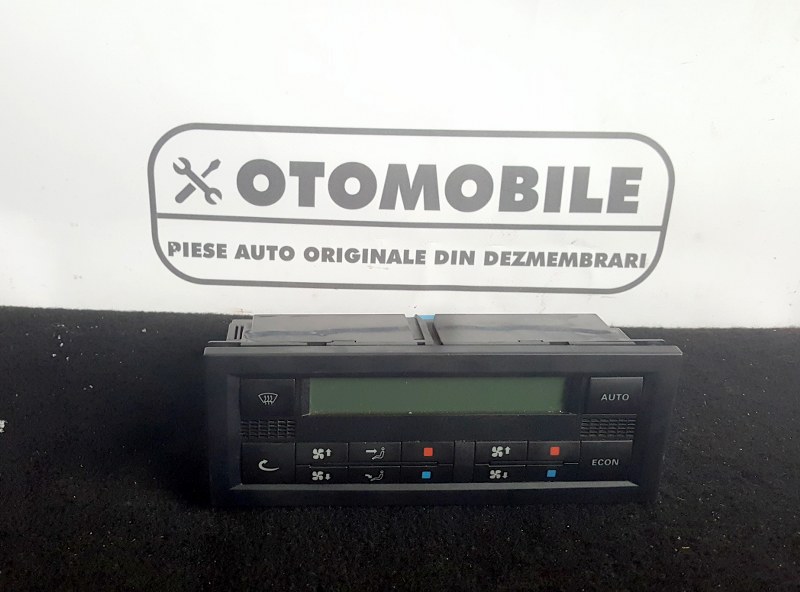 OTOMOBILE
PIESE AUTO ORIGINALE DIN DEZMEMBRARI
AUTO
ECON